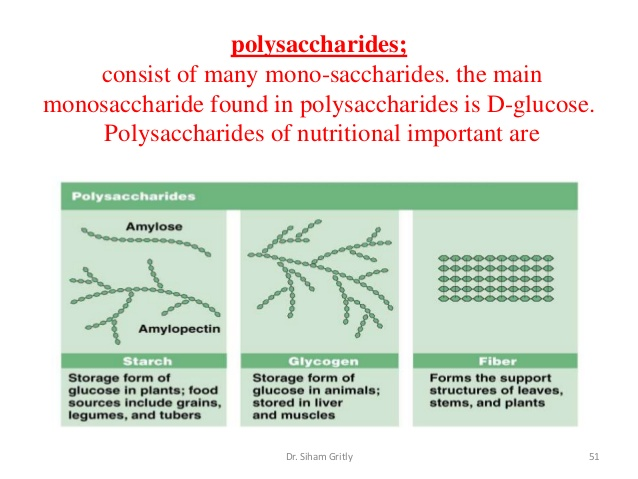 polysaccharides;
consist of many mono-saccharides. the main
monosaccharide found in polysaccharides is D-glucose.
Polysaccharides of nutritional important are
Polysaccharides
Amylose
Amylopectin
Starch
Storage form of
glucose in plants; food
sources include grains,
legumes, and tubers
Glycogen
Storage form of
glucose in animals;
stored in liver
and muscles
Fiber
Forms the support
structures of leaves,
stems, and plants
Dr. Siham Gritly
51